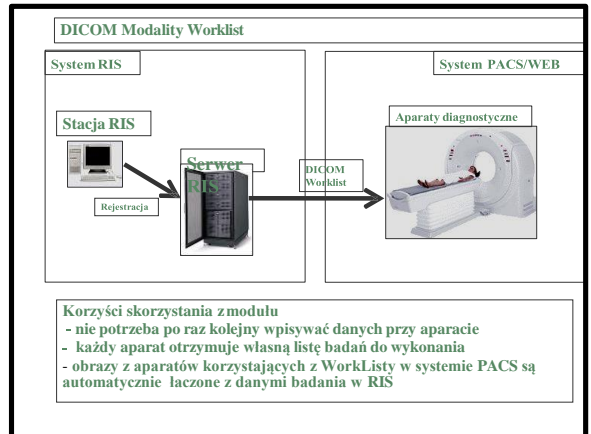 DICOM Modality Worklist
System RIS
System PACS/WEB
Stacja RIS
Aparaty diagnostyczne
Serwer
RIS
DICOM
Worklist
Rejestracja
Korzyści skorzystania z modułu
- nie potrzeba po raz kolejny wpisywać danych przy aparacie
- każdy aparat otrzymuje własną listę badań do wykonania
- obrazy z aparatów korzystających z WorkListy w systemie PACS są
automatycznie łaczone z danymi badania w RIS